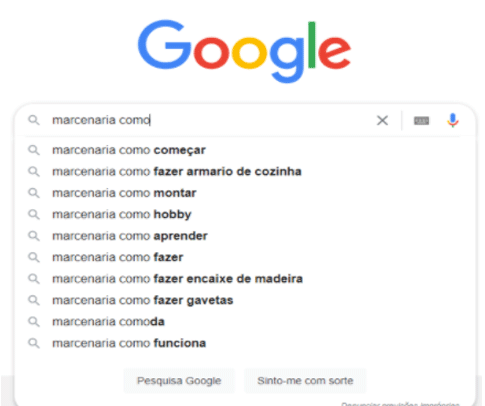 Google
marcenaria como
marcenaria como começar
marcenaria como fazer armario de cozinha
marcenaria como montar
marcenaria como hobby
marcenaria como aprender
marcenaria como fazer
marcenaria como fazer encaixe de madeira
marcenaria como fazer gavetas
marcenaria comoda
marcenaria como funciona
Pesquisa Google Sinto-me com sorte